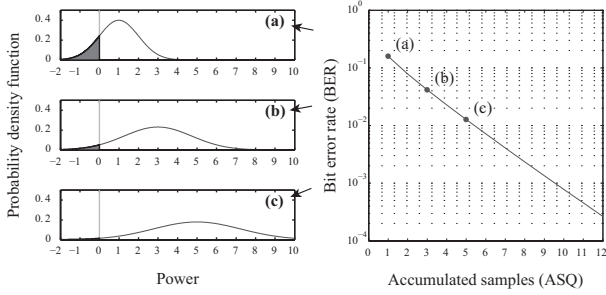 Probability density function
0.4
0.2
0
(a)
−2 −1 0 1 2 3 4 5 6 7 8 9 10
0.4
0.2
0
(b)
−2 −1 0 1 2 3 4 5 6 7 8 9 10
0.4
0.2
0
(c)
−2 −1 0 1 2 3 4 5 6 7 8 9 10
Power
Bit error rate (BER)
10⁰
10⁻¹
10⁻²
10⁻³
10⁻⁴
(a)
(b)
(c)
0 1 2 3 4 5 6 7 8 9 10 11 12
Accumulated samples (ASQ)